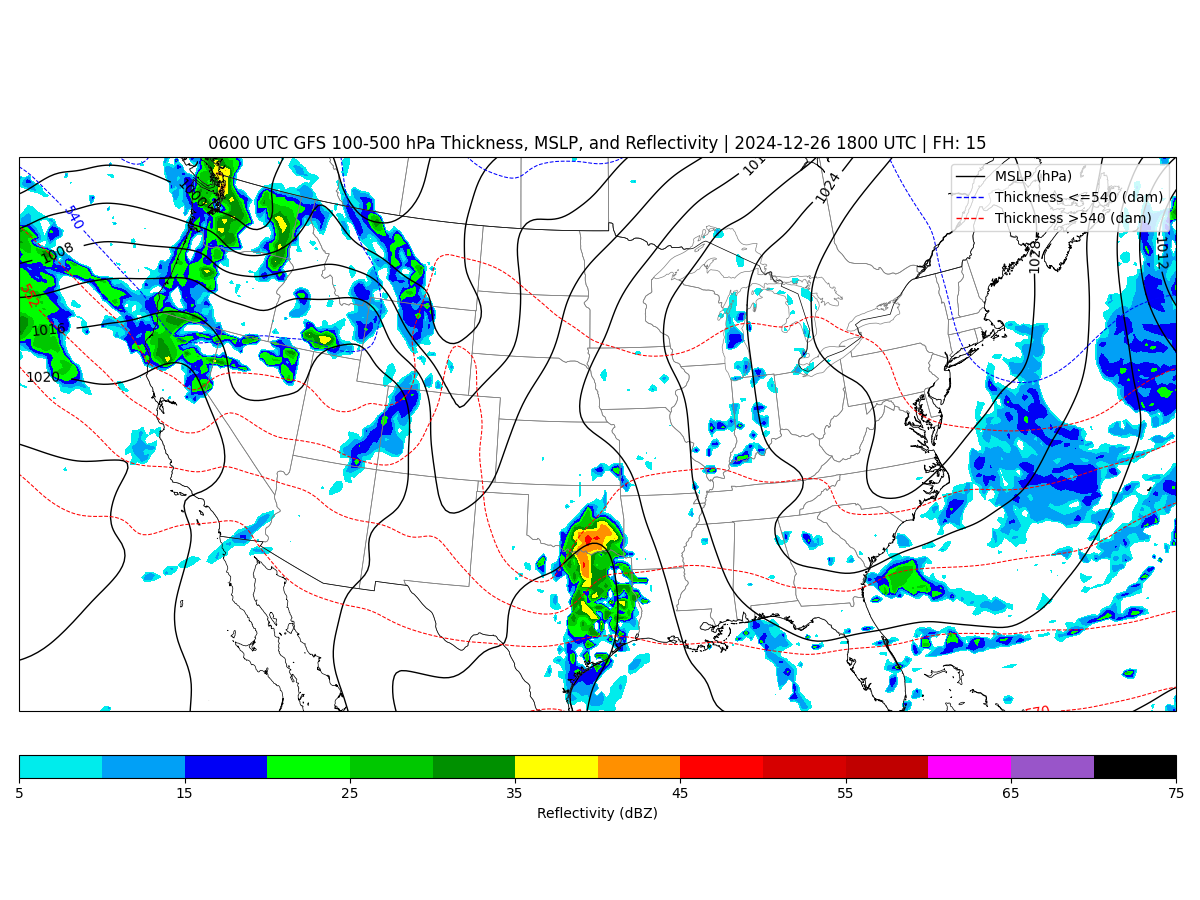 0600 UTC GFS 100-500 hPa Thickness, MSLP, and Reflectivity | 2024-12-26 1800 UTC | FH: 15
MSLP (hPa)
Thickness <=540 (dam)
Thickness >540 (dam)
1024
540
1008
1028
1012
1016
1020
5 15 25 35 45 55 65 75
Reflectivity (dBZ)